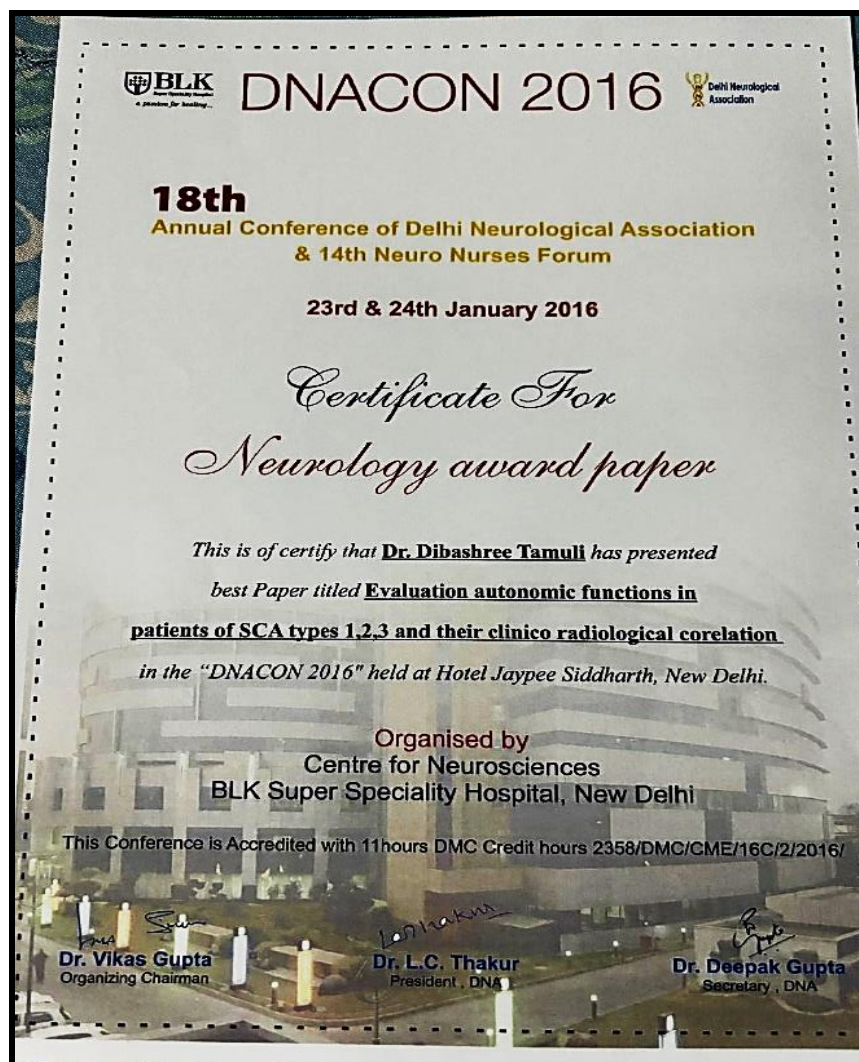 BLK
Super Speciality Hospital
a passion for healing...
DNACON 2016
Delhi Neurological
Association
18th
Annual Conference of Delhi Neurological Association
& 14th Neuro Nurses Forum
23rd & 24th January 2016
Certificate For
Neurology award paper
This is of certify that Dr. Dibashree Tamuli has presented
best Paper titled Evaluation autonomic functions in
patients of SCA types 1,2,3 and their clinico radiological corelation
in the “DNACON 2016" held at Hotel Jaypee Siddharth, New Delhi.
Organised by
Centre for Neurosciences
BLK Super Speciality Hospital, New Delhi
This Conference is Accredited with 11hours DMC Credit hours 2358/DMC/CME/16C/2/2016/
Dr. Vikas Gupta
Organizing Chairman
Dr. L.C. Thakur
President , DNA
Dr. Deepak Gupta
Secretary , DNA